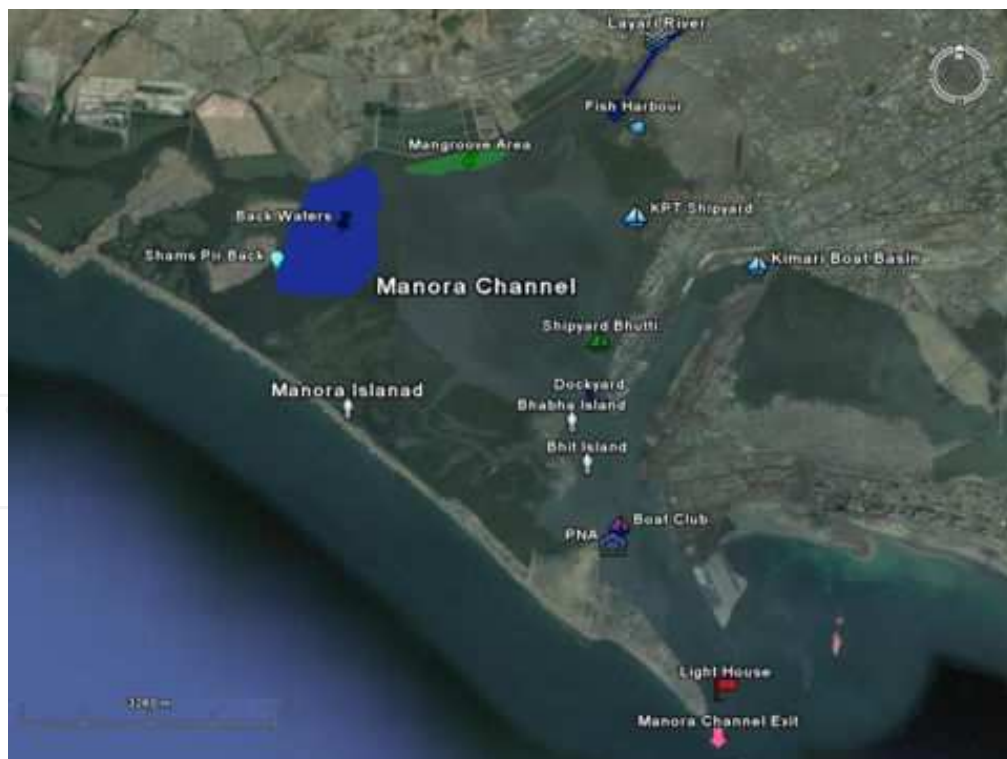 Layari River
Fish Harbour
Mangroove Area
Back Waters
KPT Shipyard
Shams Pir Back
Kimari Boat Basin
Manora Channel
Shipyard Bhutti
Manora Islanad
Dockyard
Bhabha Island
Bhit Island
Boat Club
PNA
Light House
Manora Channel Exit